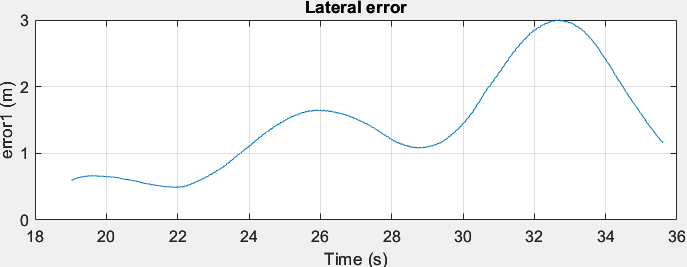 Lateral error
3
2
1
0
error1 (m)
18 20 22 24 26 28 30 32 34 36
Time (s)